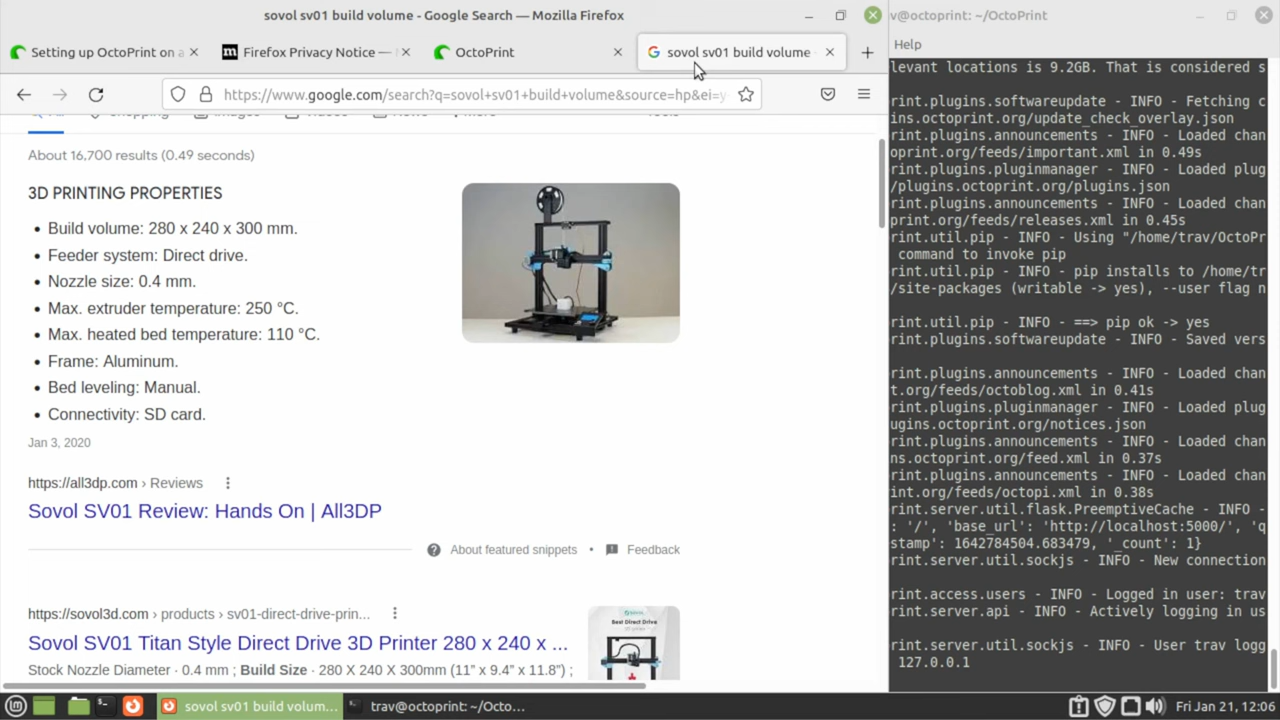 sovol sv01 build volume - Google Search — Mozilla Firefox
v@octoprint: ~/OctoPrint
Setting up OctoPrint on a
Firefox Privacy Notice —
OctoPrint
sovol sv01 build volume
Help
https://www.google.com/search?q=sovol+sv01+build+volume&source=hp&ei=y
About 16,700 results (0.49 seconds)
3D PRINTING PROPERTIES
• Build volume: 280 x 240 x 300 mm.
• Feeder system: Direct drive.
• Nozzle size: 0.4 mm.
• Max. extruder temperature: 250 °C.
• Max. heated bed temperature: 110 °C.
• Frame: Aluminum.
• Bed leveling: Manual.
• Connectivity: SD card.
Jan 3, 2020
https://all3dp.com › Reviews
Sovol SV01 Review: Hands On | All3DP
About featured snippets • Feedback
https://sovol3d.com › products › sv01-direct-drive-prin...
Sovol SV01 Titan Style Direct Drive 3D Printer 280 x 240 x ...
Stock Nozzle Diameter · 0.4 mm ; Build Size · 280 X 240 X 300mm (11” x 9.4” x 11.8”) ;
Best Direct Drive
levant locations is 9.2GB. That is considered s
rint.plugins.softwareupdate - INFO - Fetching c
ins.octoprint.org/update_check_overlay.json
rint.plugins.announcements - INFO - Loaded chan
oprint.org/feeds/important.xml in 0.49s
rint.plugins.pluginmanager - INFO - Loaded plug
/plugins.octoprint.org/plugins.json
rint.plugins.announcements - INFO - Loaded chan
print.org/feeds/releases.xml in 0.45s
rint.util.pip - INFO - Using "/home/trav/OctoPr
command to invoke pip
rint.util.pip - INFO - pip installs to /home/tr
/site-packages (writable -> yes), --user flag n
rint.util.pip - INFO - ==> pip ok -> yes
rint.plugins.softwareupdate - INFO - Saved vers
rint.plugins.announcements - INFO - Loaded chan
t.org/feeds/octoblog.xml in 0.41s
rint.plugins.pluginmanager - INFO - Loaded plug
ugins.octoprint.org/notices.json
rint.plugins.announcements - INFO - Loaded chan
ns.octoprint.org/feed.xml in 0.37s
rint.plugins.announcements - INFO - Loaded chan
int.org/feeds/octopi.xml in 0.38s
rint.server.util.flask.PreemptiveCache - INFO -
: '/', 'base_url': 'http://localhost:5000/', 'q
stamp': 1642784504.683479, '_count': 1}
rint.server.util.sockjs - INFO - New connection
rint.access.users - INFO - Logged in user: trav
rint.server.api - INFO - Actively logging in us
rint.server.util.sockjs - INFO - User trav logg
127.0.0.1
sovol sv01 build volum...
trav@octoprint: ~/Octo...
Fri Jan 21, 12:06